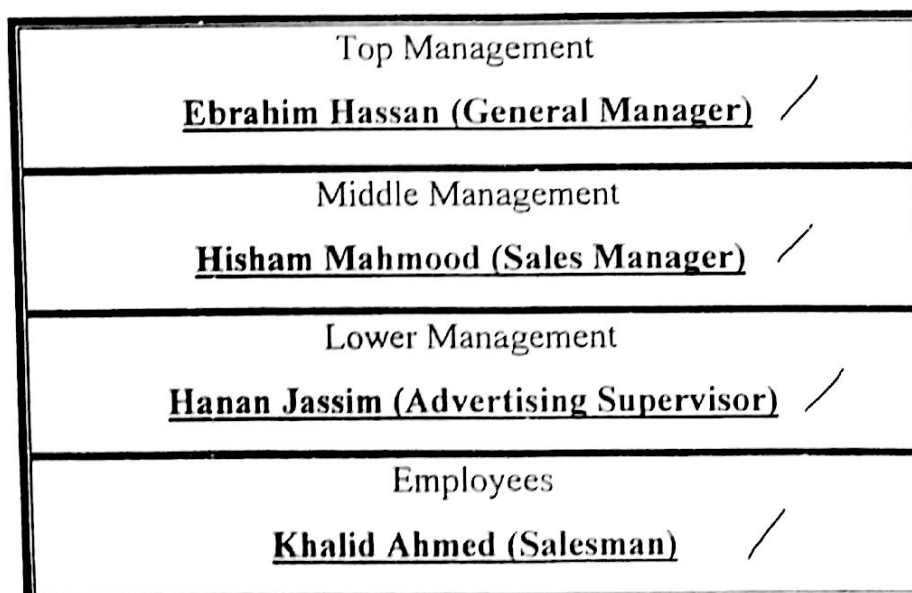 Top Management
Ebrahim Hassan (General Manager)
Middle Management
Hisham Mahmood (Sales Manager)
Lower Management
Hanan Jassim (Advertising Supervisor)
Employees
Khalid Ahmed (Salesman)